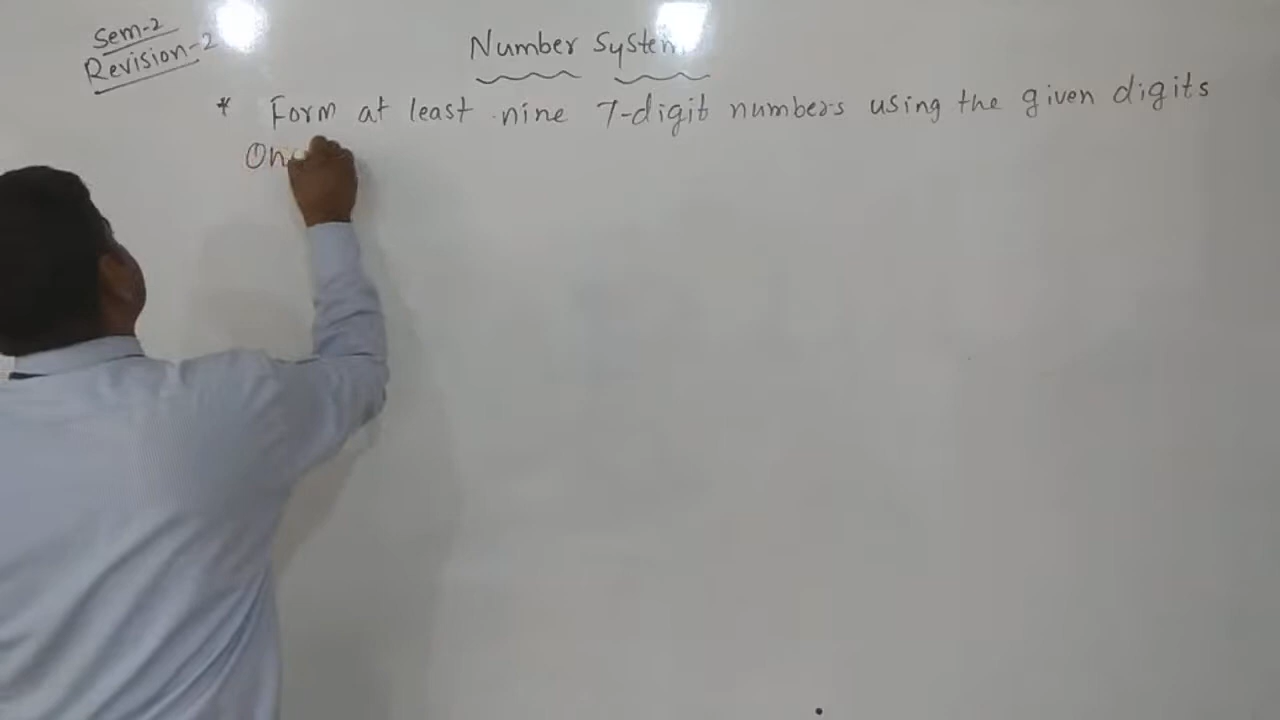 Sem-2
Revision-2
Number System
* Form at least nine 7-digit numbers using the given digits